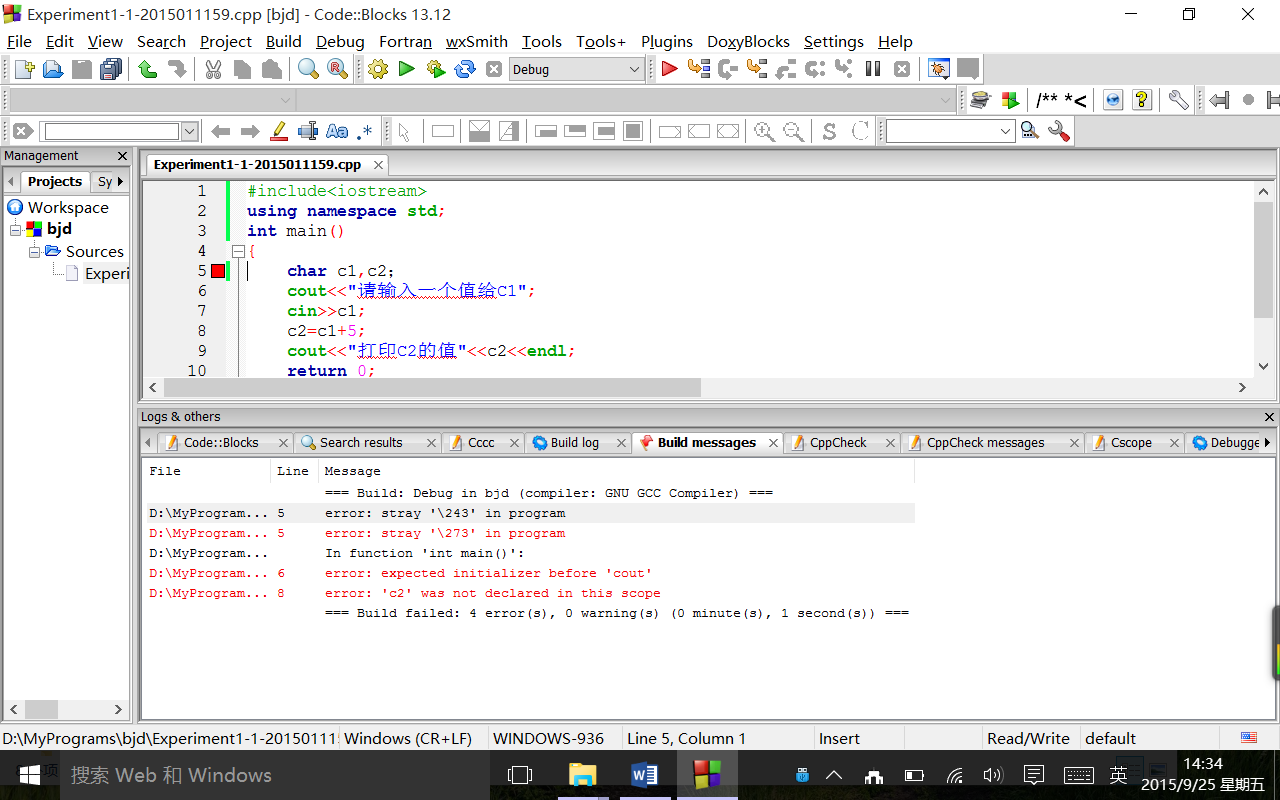 Experiment1-1-2015011159.cpp [bjd] - Code::Blocks 13.12
File Edit View Search Project Build Debug Fortran wxSmith Tools Tools+ Plugins DoxyBlocks Settings Help
Debug
/** *<
Aa .*
S C
Management
Experiment1-1-2015011159.cpp
Projects Sy
Workspace
bjd
Sources
Experi
1 #include<iostream>
2 using namespace std;
3 int main()
4 {
5 char c1,c2；
6 cout<<"请输入一个值给C1";
7 cin>>c1;
8 c2=c1+5;
9 cout<<"打印C2的值"<<c2<<endl;
10 return 0;
Logs & others
Code::Blocks Search results Cccc Build log Build messages CppCheck CppCheck messages Cscope Debugge
File Line Message
=== Build: Debug in bjd (compiler: GNU GCC Compiler) ===
D:\MyProgram... 5 error: stray '\243' in program
D:\MyProgram... 5 error: stray '\273' in program
D:\MyProgram... In function 'int main()':
D:\MyProgram... 6 error: expected initializer before 'cout'
D:\MyProgram... 8 error: 'c2' was not declared in this scope
=== Build failed: 4 error(s), 0 warning(s) (0 minute(s), 1 second(s)) ===
D:\MyPrograms\bjd\Experiment1-1-201501115 Windows (CR+LF) WINDOWS-936 Line 5, Column 1 Insert Read/Write default
搜索 Web 和 Windows
英
14:34
2015/9/25 星期五